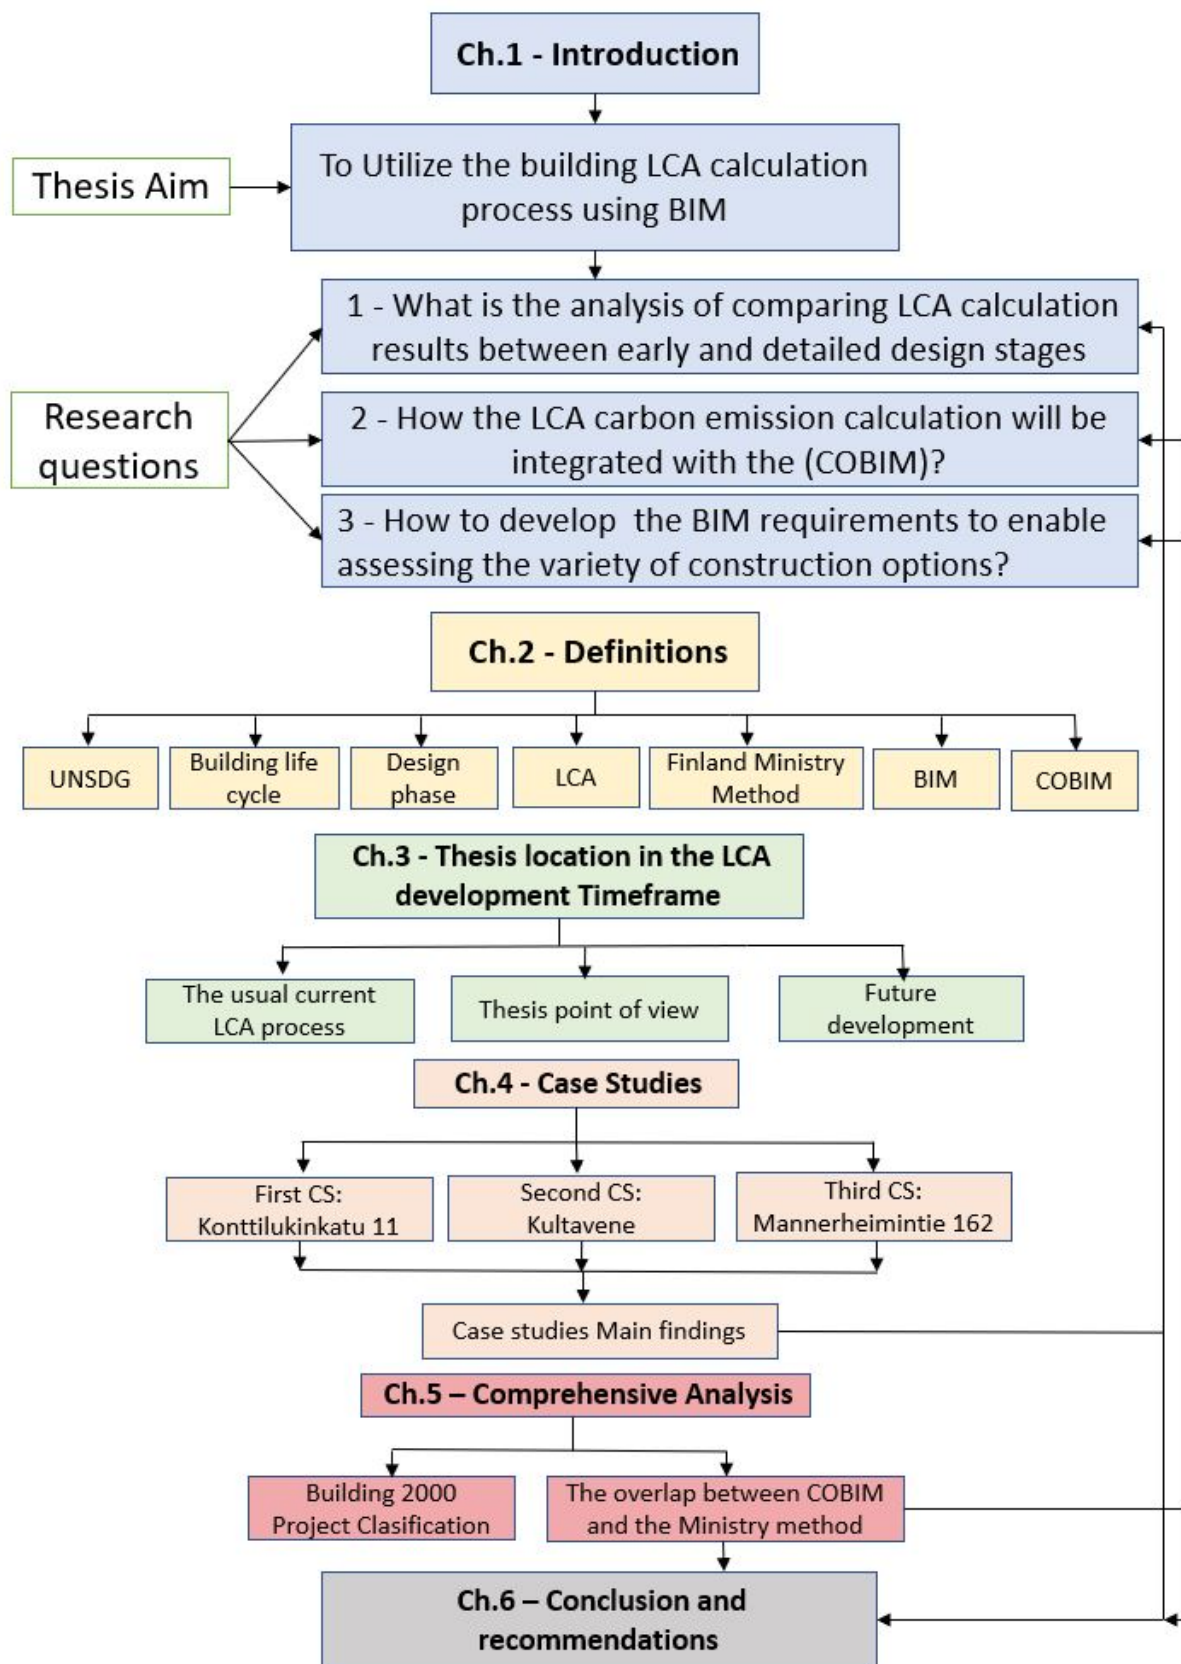 Ch.1 - Introduction
Thesis Aim
To Utilize the building LCA calculation
process using BIM
Research
questions
1 - What is the analysis of comparing LCA calculation
results between early and detailed design stages
2 - How the LCA carbon emission calculation will be
integrated with the (COBIM)?
3 - How to develop  the BIM requirements to enable
assessing the variety of construction options?
Ch.2 - Definitions
UNSDG
Building life
cycle
Design
phase
LCA
Finland Ministry
Method
BIM
COBIM
Ch.3 - Thesis location in the LCA
development Timeframe
The usual current
LCA process
Thesis point of view
Future
development
Ch.4 - Case Studies
First CS:
Konttilukinkatu 11
Second CS:
Kultavene
Third CS:
Mannerheimintie 162
Case studies Main findings
Ch.5 – Comprehensive Analysis
Building 2000
Project Clasification
The overlap between COBIM
and the Ministry method
Ch.6 – Conclusion and
recommendations